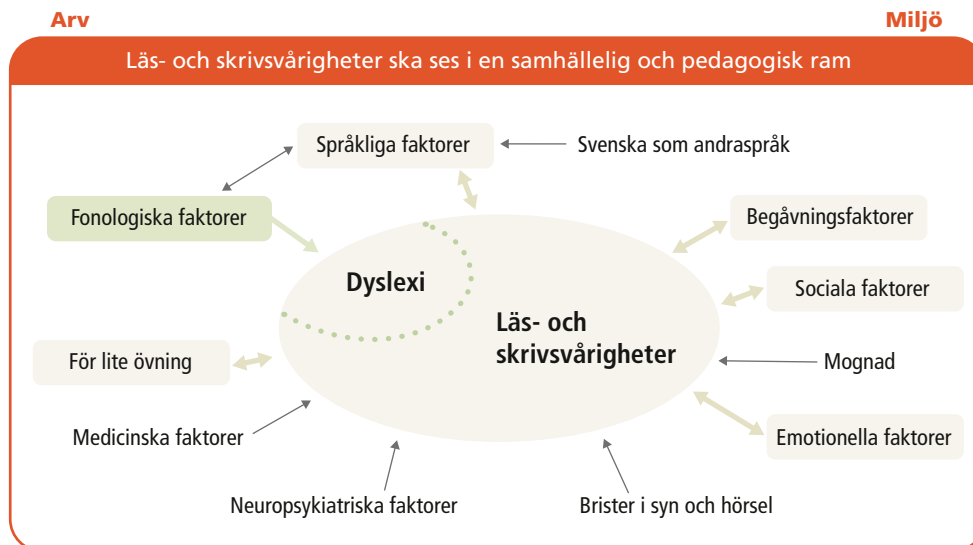 Arv
Miljö
Läs- och skrivsvårigheter ska ses i en samhällelig och pedagogisk ram
Språkliga faktorer
Svenska som andraspråk
Fonologiska faktorer
Begåvningsfaktorer
Dyslexi
Sociala faktorer
Läs- och
skrivsvårigheter
För lite övning
Mognad
Medicinska faktorer
Emotionella faktorer
Neuropsykiatriska faktorer
Brister i syn och hörsel